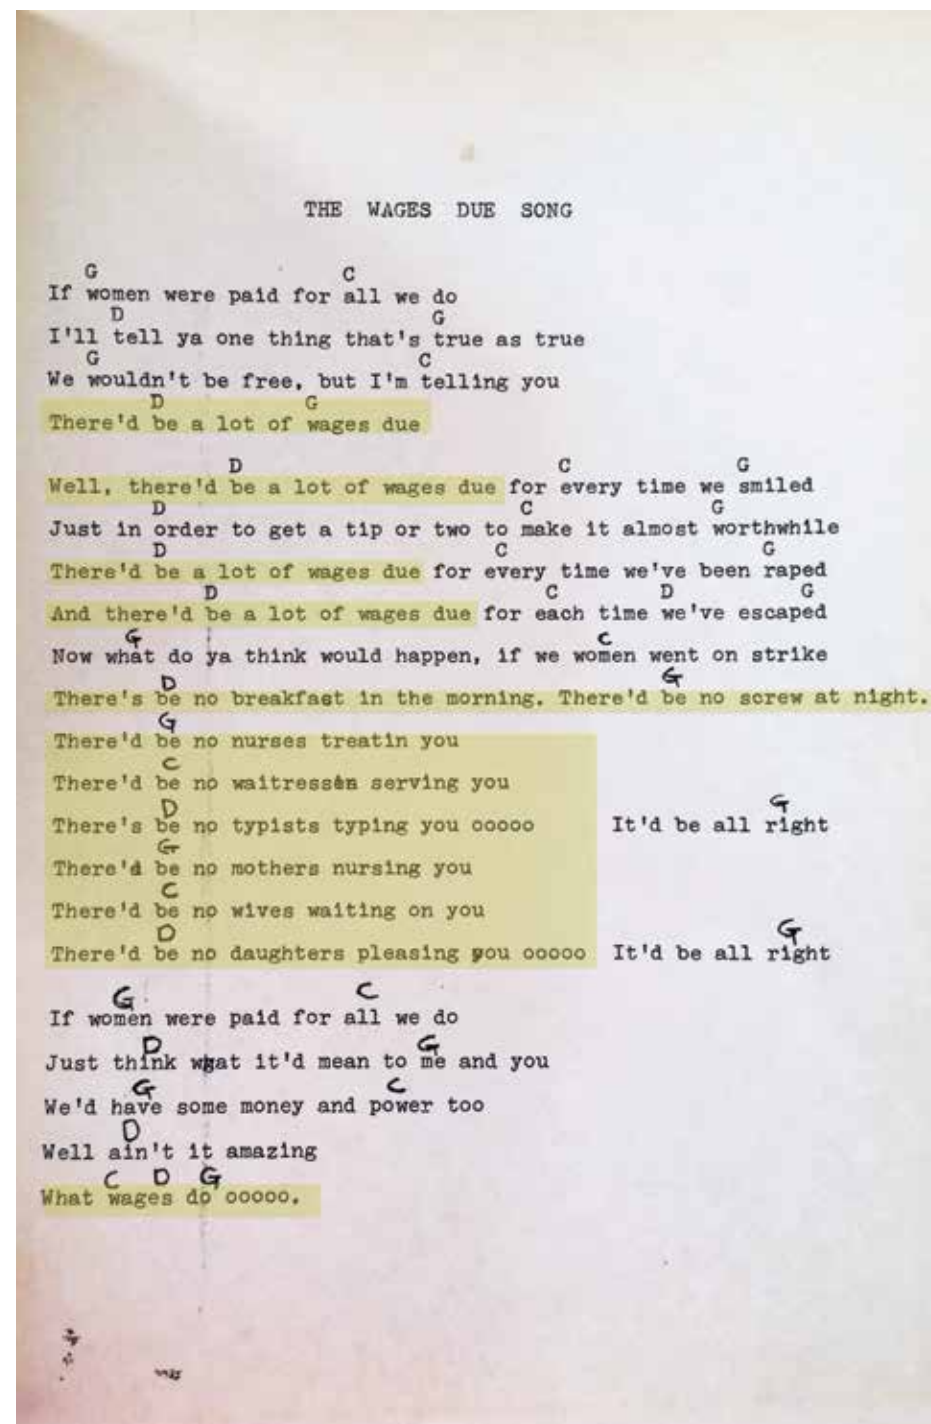 THE WAGES DUE SONG
G C
If women were paid for all we do
D G
I'll tell ya one thing that's true as true
G C
We wouldn't be free, but I'm telling you
D G
There'd be a lot of wages due
D C G
Well, there'd be a lot of wages due for every time we smiled
D C G
Just in order to get a tip or two to make it almost worthwhile
D C G
There'd be a lot of wages due for every time we've been raped
D C D G
And there'd be a lot of wages due for each time we've escaped
G C
Now what do ya think would happen, if we women went on strike
D G
There's be no breakfast in the morning. There'd be no screw at night.
G
There'd be no nurses treatin you
C
There'd be no waitresses serving you
D G
There's be no typists typing you ooooo It'd be all right
G
There'd be no mothers nursing you
C
There'd be no wives waiting on you
D G
There'd be no daughters pleasing you ooooo It'd be all right
G C
If women were paid for all we do
D G
Just think what it'd mean to me and you
G C
We'd have some money and power too
D
Well ain't it amazing
C D G
What wages do ooooo.